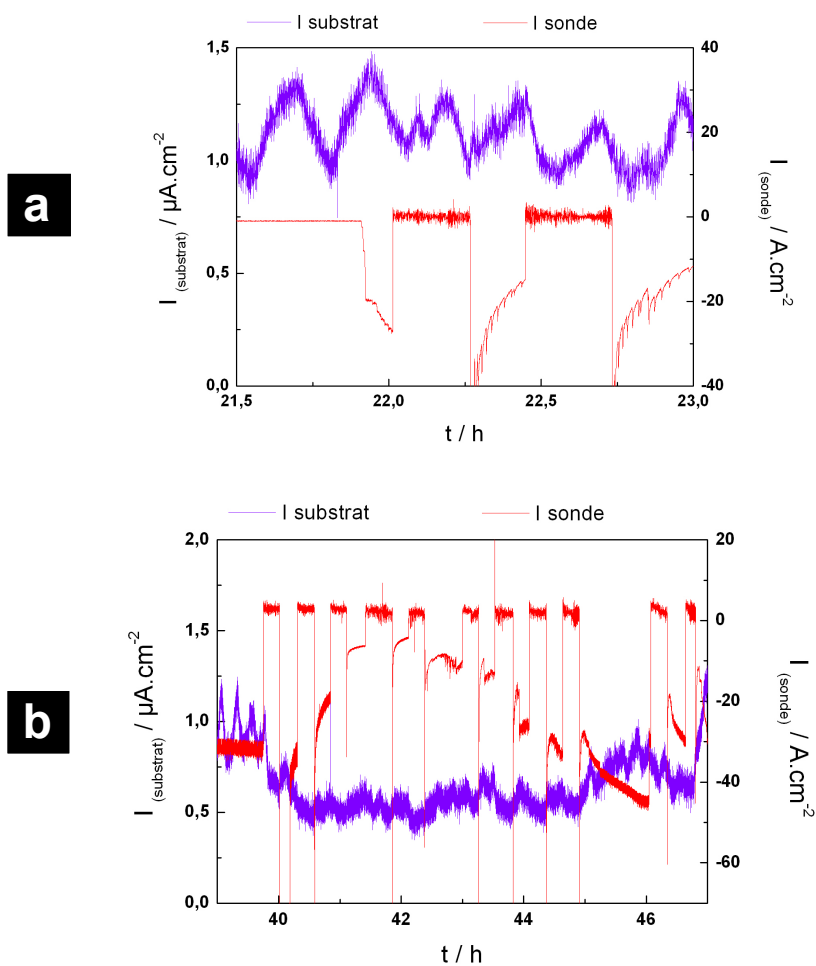 I substrat I sonde
a
1,5
1,0
0,5
0,0
40
20
0
-20
-40
21,5 22,0 22,5 23,0
I (substrat) / µA.cm-2
I (sonde) / A.cm-2
t / h
I substrat I sonde
b
2,0
1,5
1,0
0,5
0,0
20
0
-20
-40
-60
40 42 44 46
I (substrat) / µA.cm-2
I (sonde) / A.cm-2
t / h